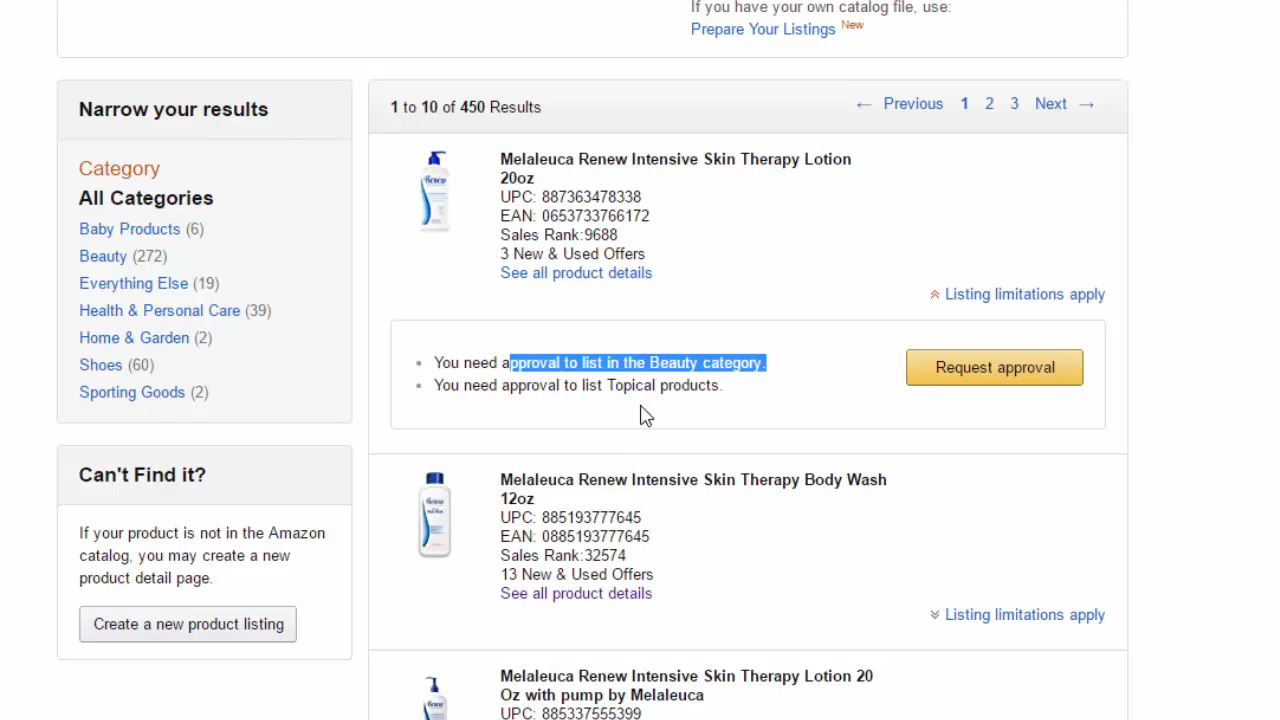 If you have your own catalog file, use:
Prepare Your Listings New
Narrow your results
Category
All Categories
Baby Products (6)
Beauty (272)
Everything Else (19)
Health & Personal Care (39)
Home & Garden (2)
Shoes (60)
Sporting Goods (2)
Can't Find it?
If your product is not in the Amazon
catalog, you may create a new
product detail page.
Create a new product listing
1 to 10 of 450 Results
← Previous 1 2 3 Next →
Melaleuca Renew Intensive Skin Therapy Lotion
20oz
UPC: 887363478338
EAN: 0653733766172
Sales Rank:9688
3 New & Used Offers
See all product details
Listing limitations apply
• You need approval to list in the Beauty category.
• You need approval to list Topical products.
Request approval
Renew
Melaleuca Renew Intensive Skin Therapy Body Wash
12oz
UPC: 885193777645
EAN: 0885193777645
Sales Rank:32574
13 New & Used Offers
See all product details
Listing limitations apply
Renew
Melaleuca Renew Intensive Skin Therapy Lotion 20
Oz with pump by Melaleuca
UPC: 885337555399